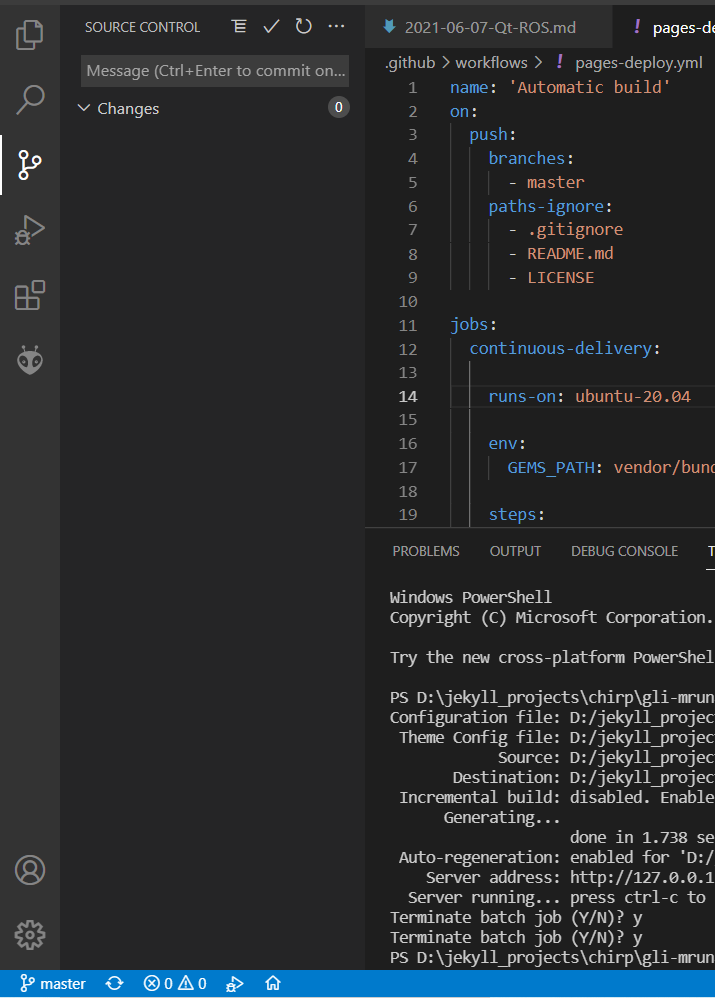 SOURCE CONTROL
Message (Ctrl+Enter to commit on...
Changes
0
2021-06-07-Qt-ROS.md
! pages-de
.github > workflows > ! pages-deploy.yml
1 name: 'Automatic build'
2 on:
3 push:
4 branches:
5 - master
6 paths-ignore:
7 - .gitignore
8 - README.md
9 - LICENSE
10
11 jobs:
12 continuous-delivery:
13
14 runs-on: ubuntu-20.04
15
16 env:
17 GEMS_PATH: vendor/bund
18
19 steps:
PROBLEMS OUTPUT DEBUG CONSOLE T
Windows PowerShell
Copyright (C) Microsoft Corporation.
Try the new cross-platform PowerShel
PS D:\jekyll_projects\chirp\gli-mrun
Configuration file: D:/jekyll_projec
Theme Config file: D:/jekyll_projec
Source: D:/jekyll_projec
Destination: D:/jekyll_projec
Incremental build: disabled. Enable
Generating...
done in 1.738 se
Auto-regeneration: enabled for 'D:/
Server address: http://127.0.0.1
Server running... press ctrl-c to
Terminate batch job (Y/N)? y
Terminate batch job (Y/N)? y
PS D:\jekyll_projects\chirp\gli-mrun
master 0 0